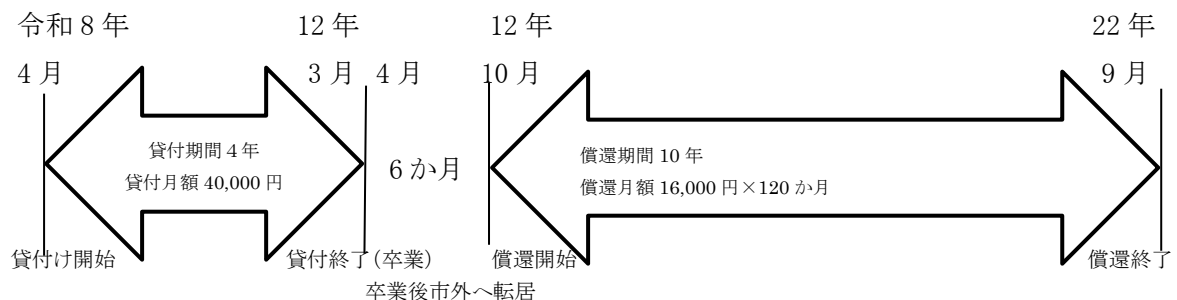 令和８年 12 年 12 年 22 年
4 月 3 月 4 月 10 月 9 月
貸付期間４年
貸付月額 40,000 円
6 か月
償還期間 10 年
償還月額 16,000 円×120 か月
貸付け開始 貸付終了(卒業) 償還開始 償還終了
卒業後市外へ転居